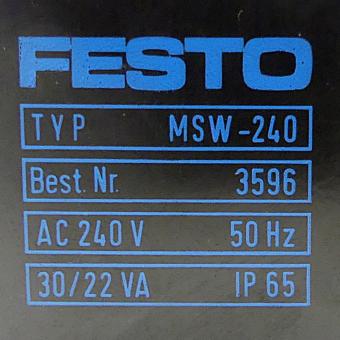 FESTO
TYP MSW-240
Best. Nr. 3596
AC 240 V 50 Hz
30/22 VA IP 65